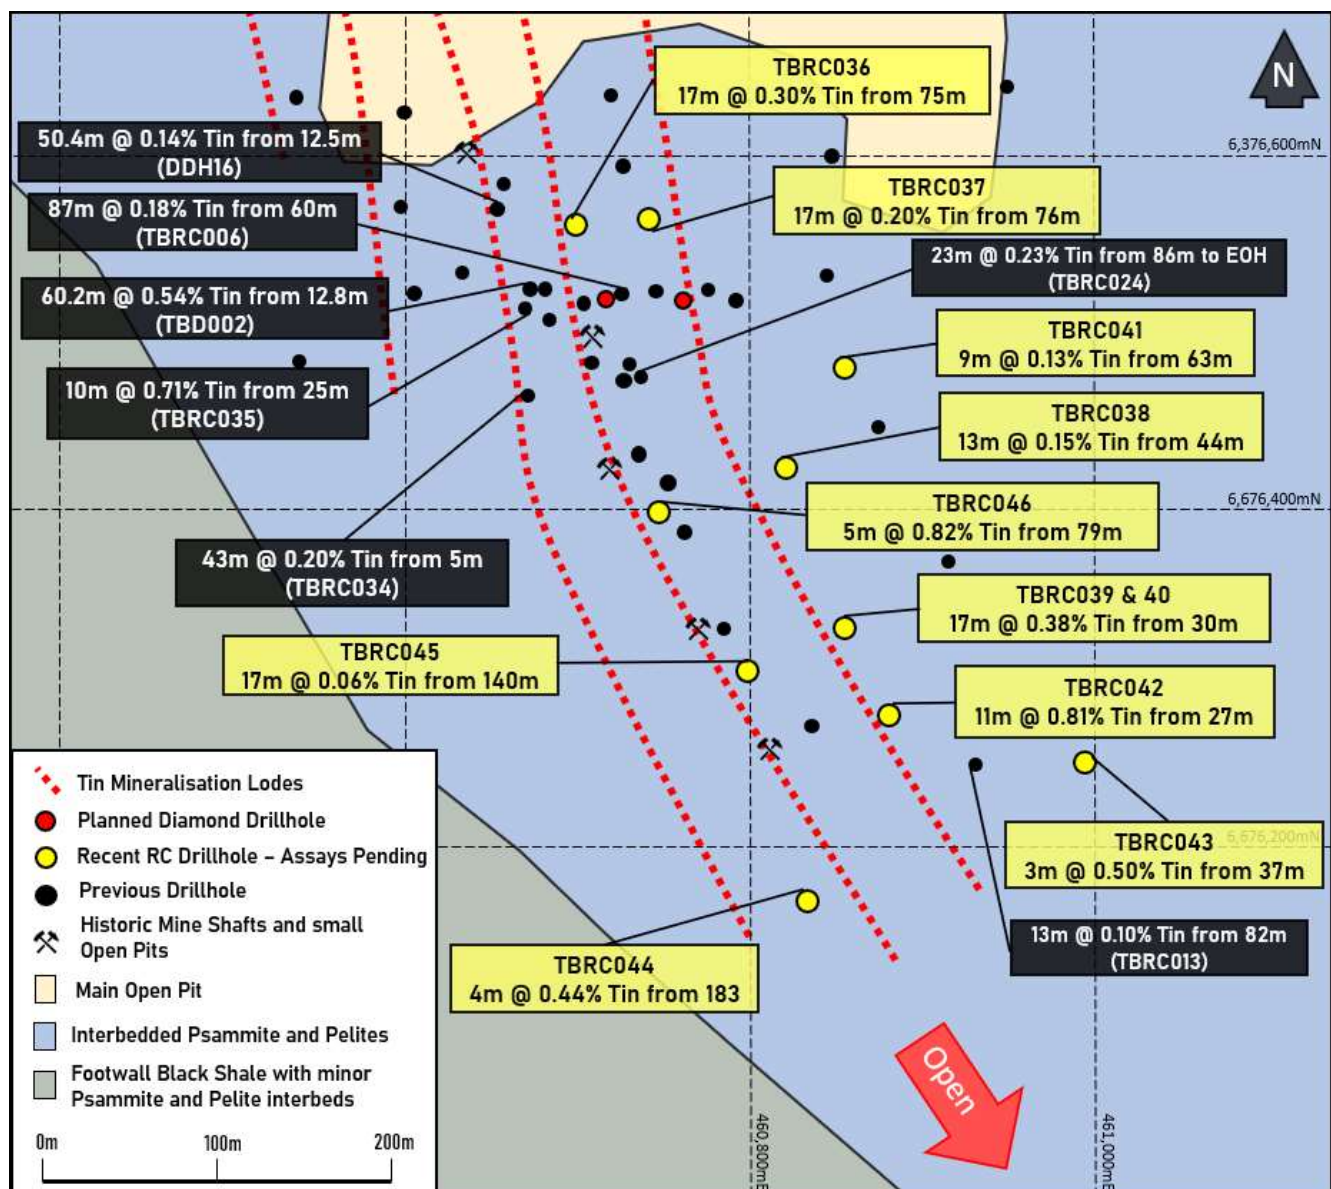 N
TBRC036
17m @ 0.30% Tin from 75m
50.4m @ 0.14% Tin from 12.5m
(DDH16)
6,376,600mN
TBRC037
17m @ 0.20% Tin from 76m
87m @ 0.18% Tin from 60m
(TBRC006)
23m @ 0.23% Tin from 86m to EOH
(TBRC024)
60.2m @ 0.54% Tin from 12.8m
(TBD002)
TBRC041
9m @ 0.13% Tin from 63m
10m @ 0.71% Tin from 25m
(TBRC035)
TBRC038
13m @ 0.15% Tin from 44m
6,676,400mN
TBRC046
5m @ 0.82% Tin from 79m
43m @ 0.20% Tin from 5m
(TBRC034)
TBRC039 & 40
17m @ 0.38% Tin from 30m
TBRC045
17m @ 0.06% Tin from 140m
TBRC042
11m @ 0.81% Tin from 27m
6,676,200mN
TBRC043
3m @ 0.50% Tin from 37m
13m @ 0.10% Tin from 82m
(TBRC013)
TBRC044
4m @ 0.44% Tin from 183
Open
460,800mE
461,000mE
Tin Mineralisation Lodes
Planned Diamond Drillhole
Recent RC Drillhole – Assays Pending
Previous Drillhole
Historic Mine Shafts and small
Open Pits
Main Open Pit
Interbedded Psammite and Pelites
Footwall Black Shale with minor
Psammite and Pelite interbeds
0m 100m 200m